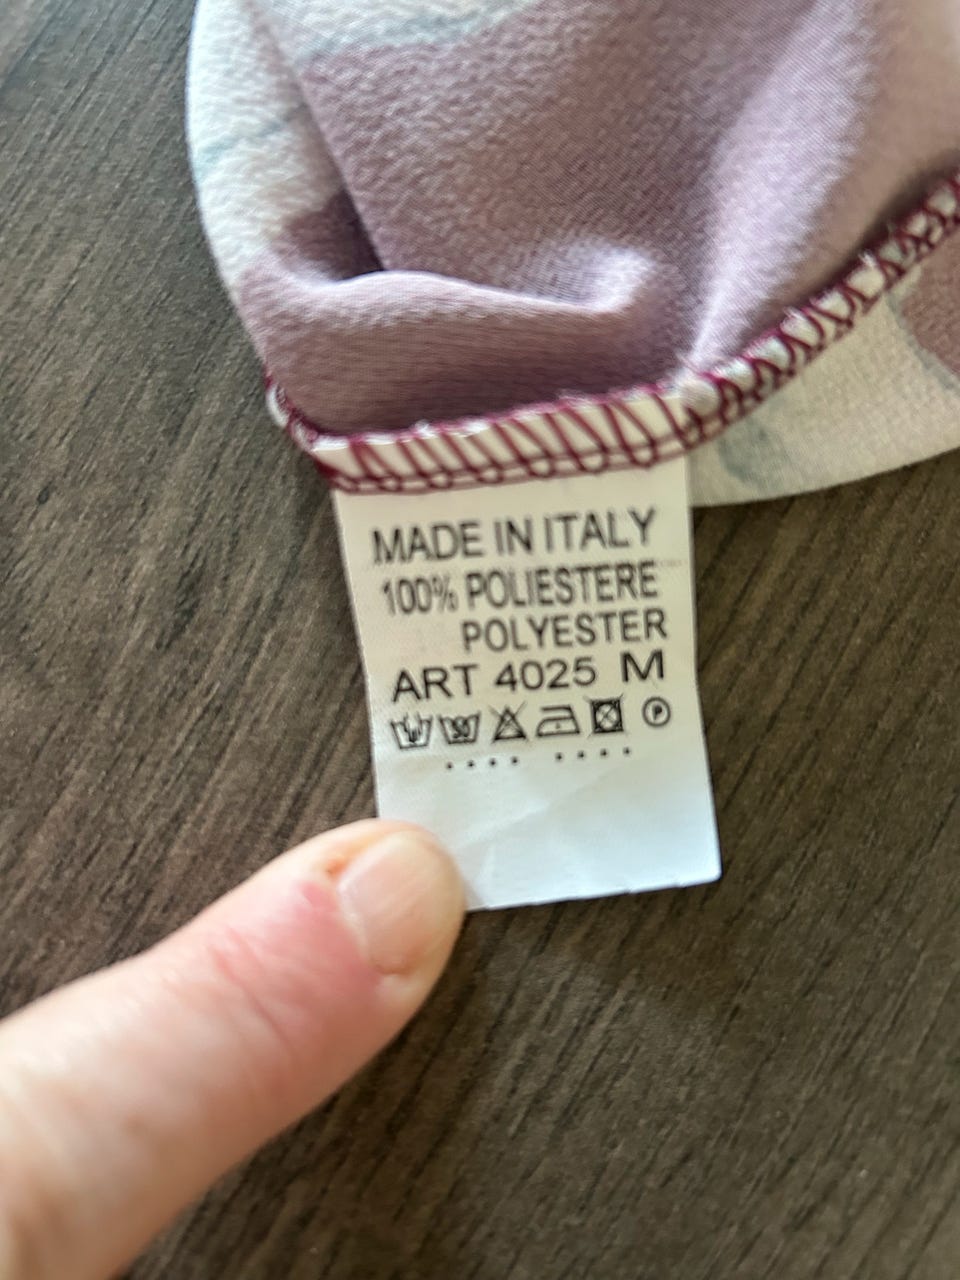 MADE IN ITALY
100% POLIESTERE
POLYESTER
ART 4025 M
P